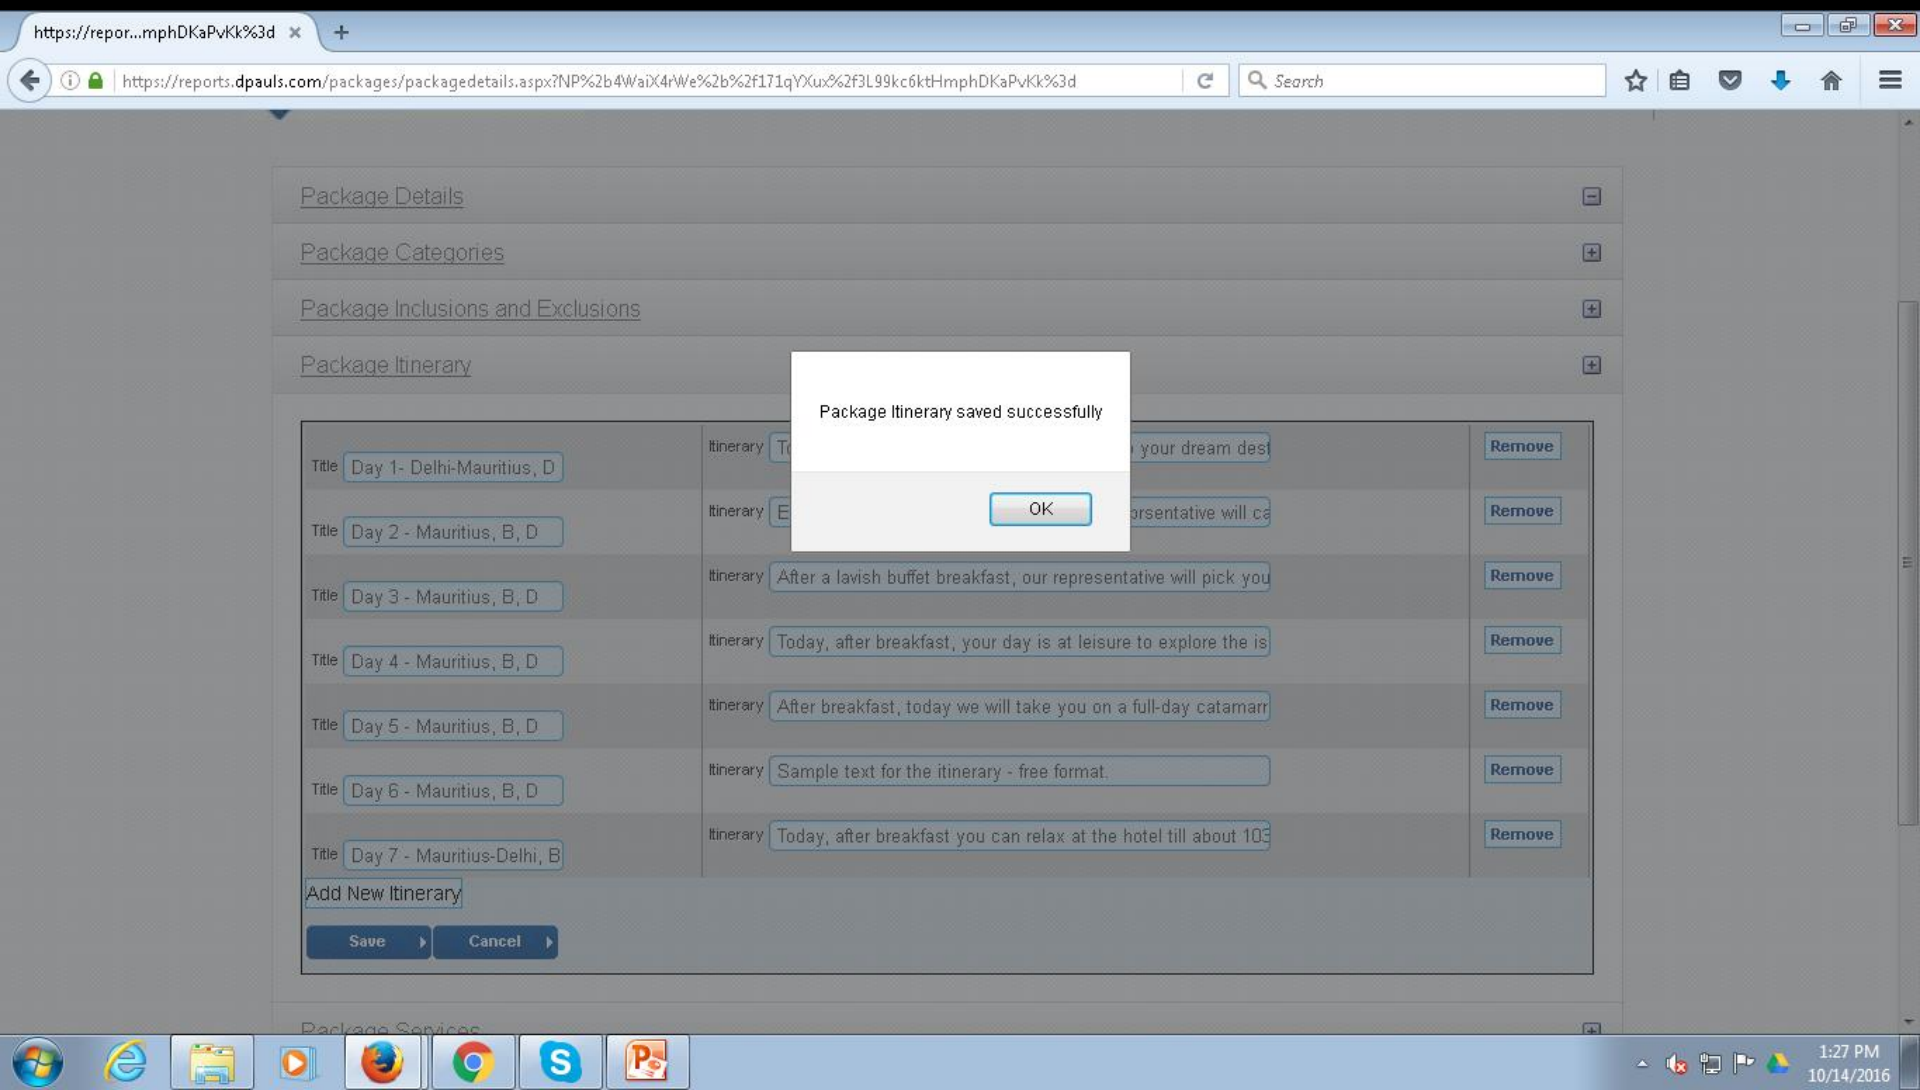 https://repor...mphDKaPvKk%3d
https://reports.dpauls.com/packages/packagedetails.aspx?NP%2b4WaiX4rWe%2b%2f171qYXux%2f3L99kc6ktHmphDKaPvKk%3d
Search
Package Details
Package Categories
Package Inclusions and Exclusions
Package Itinerary
Package Itinerary saved successfully
OK
Title Day 1- Delhi-Mauritius, D Itinerary your dream dest Remove
Title Day 2 - Mauritius, B, D Itinerary E orsentative will ca Remove
Title Day 3 - Mauritius, B, D Itinerary After a lavish buffet breakfast, our representative will pick you Remove
Title Day 4 - Mauritius, B, D Itinerary Today, after breakfast, your day is at leisure to explore the is Remove
Title Day 5 - Mauritius, B, D Itinerary After breakfast, today we will take you on a full-day catamarr Remove
Title Day 6 - Mauritius, B, D Itinerary Sample text for the itinerary - free format. Remove
Title Day 7 - Mauritius-Delhi, B Itinerary Today, after breakfast you can relax at the hotel till about 103 Remove
Add New Itinerary
Save Cancel
Package Services
1:27 PM
10/14/2016